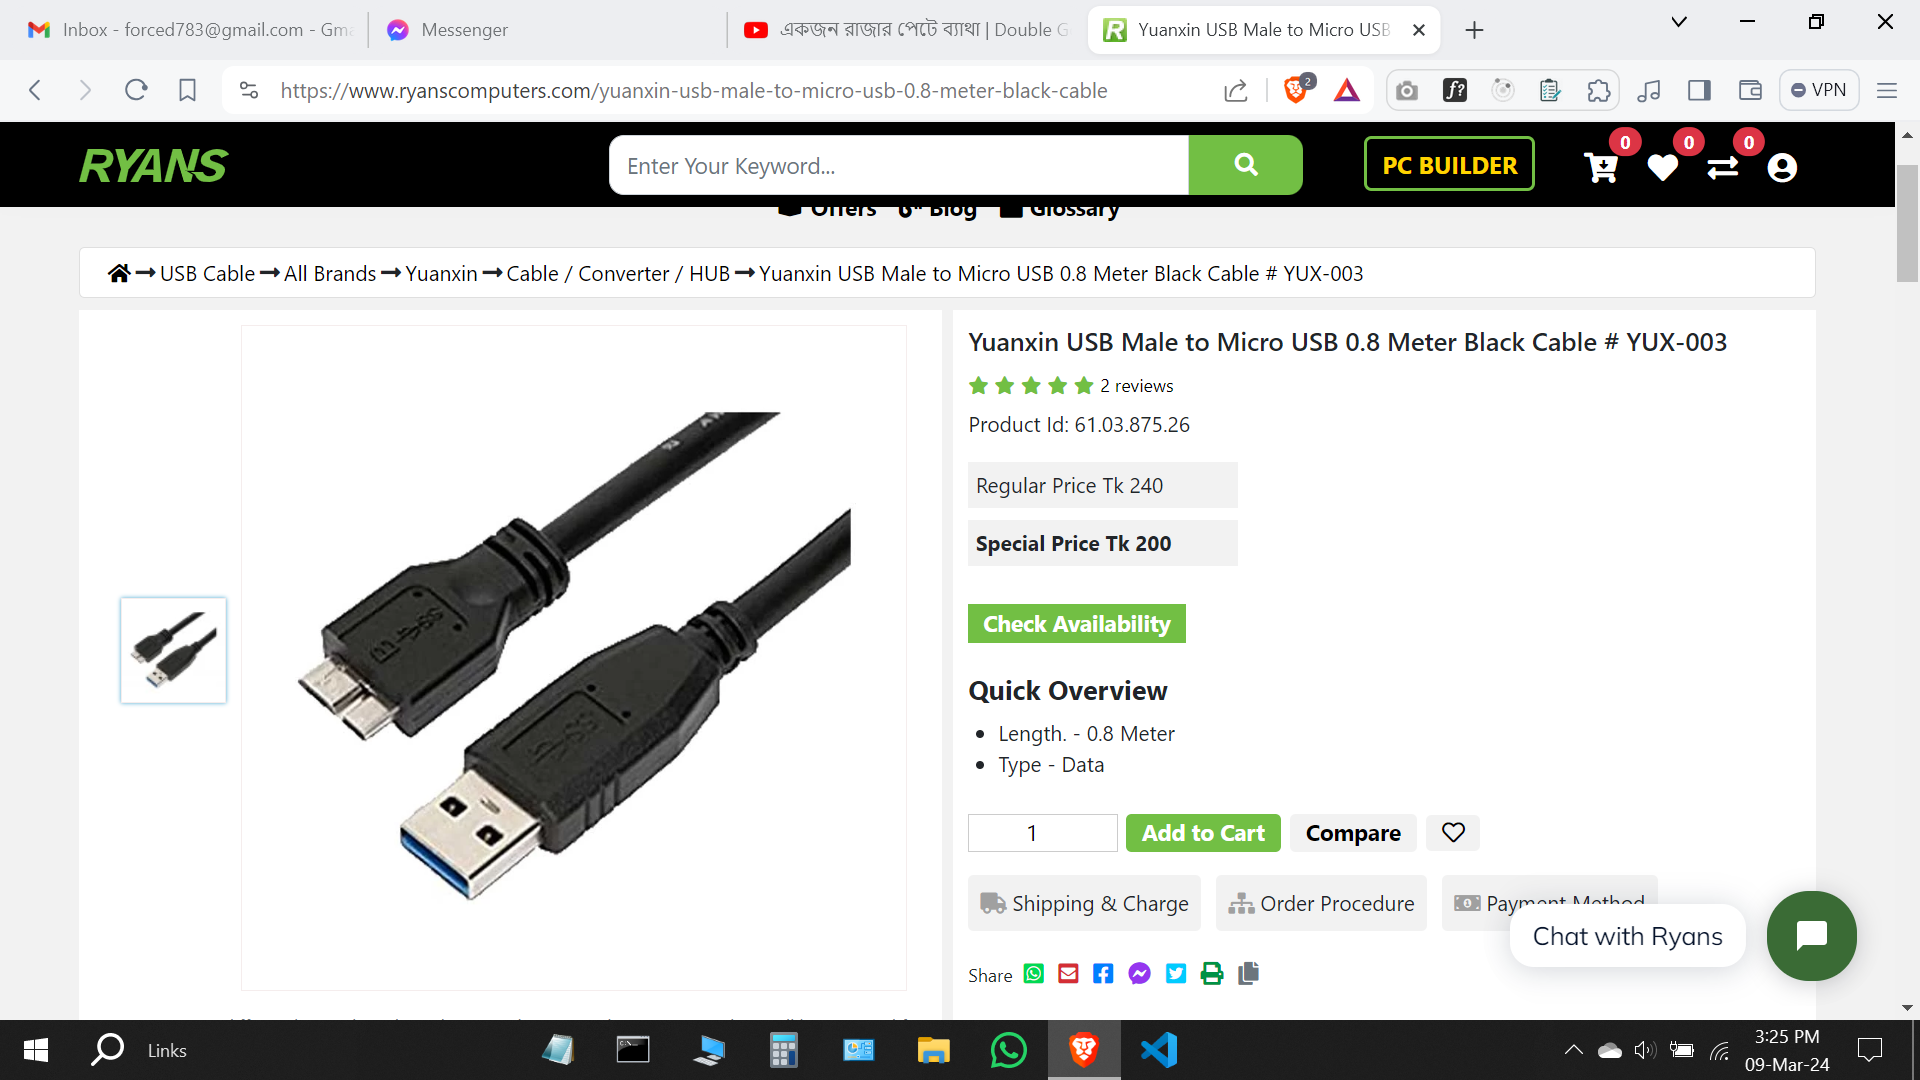 Inbox - forced783@gmail.com - Gma
Messenger
একজন রাজার পেটে ব্যাথা | Double G
Yuanxin USB Male to Micro USB
https://www.ryanscomputers.com/yuanxin-usb-male-to-micro-usb-0.8-meter-black-cable
2
VPN
RYANS
Enter Your Keyword...
PC BUILDER
0
0
0
Offers
Blog
Glossary
USB Cable
All Brands
Yuanxin
Cable / Converter / HUB
Yuanxin USB Male to Micro USB 0.8 Meter Black Cable # YUX-003
Yuanxin USB Male to Micro USB 0.8 Meter Black Cable # YUX-003
2 reviews
Product Id: 61.03.875.26
Regular Price Tk 240
Special Price Tk 200
Check Availability
Quick Overview
Length. - 0.8 Meter
Type - Data
1
Add to Cart
Compare
Shipping & Charge
Order Procedure
Payment Method
Chat with Ryans
Share
Links
3:25 PM
09-Mar-24